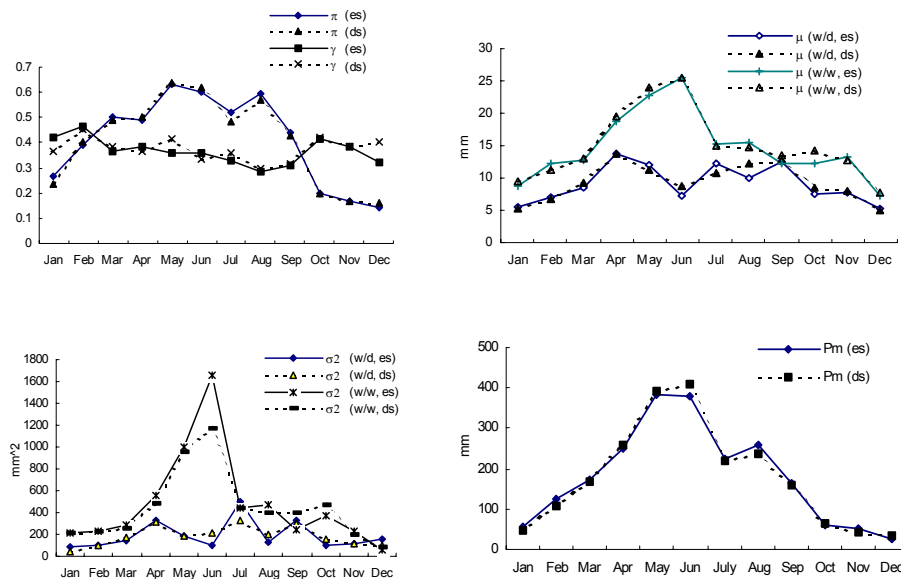 π (es)
π (ds)
γ (es)
γ (ds)
0.7
0.6
0.5
0.4
0.3
0.2
0.1
0
Jan Feb Mar Apr May Jun Jul Aug Sep Oct Nov Dec
μ (w/d, es)
μ (w/d, ds)
μ (w/w, es)
μ (w/w, ds)
mm
30
25
20
15
10
5
0
Jan Feb Mar Apr May Jun Jul Aug Sep Oct Nov Dec
σ2 (w/d, es)
σ2 (w/d, ds)
σ2 (w/w, es)
σ2 (w/w, ds)
mm^2
1800
1600
1400
1200
1000
800
600
400
200
0
Jan Feb Mar Apr May Jun Jul Aug Sep Oct Nov Dec
Pm (es)
Pm (ds)
mm
500
400
300
200
100
0
Jan Feb Mar Apr May Jun July Aug Sep Oct Nov Dec